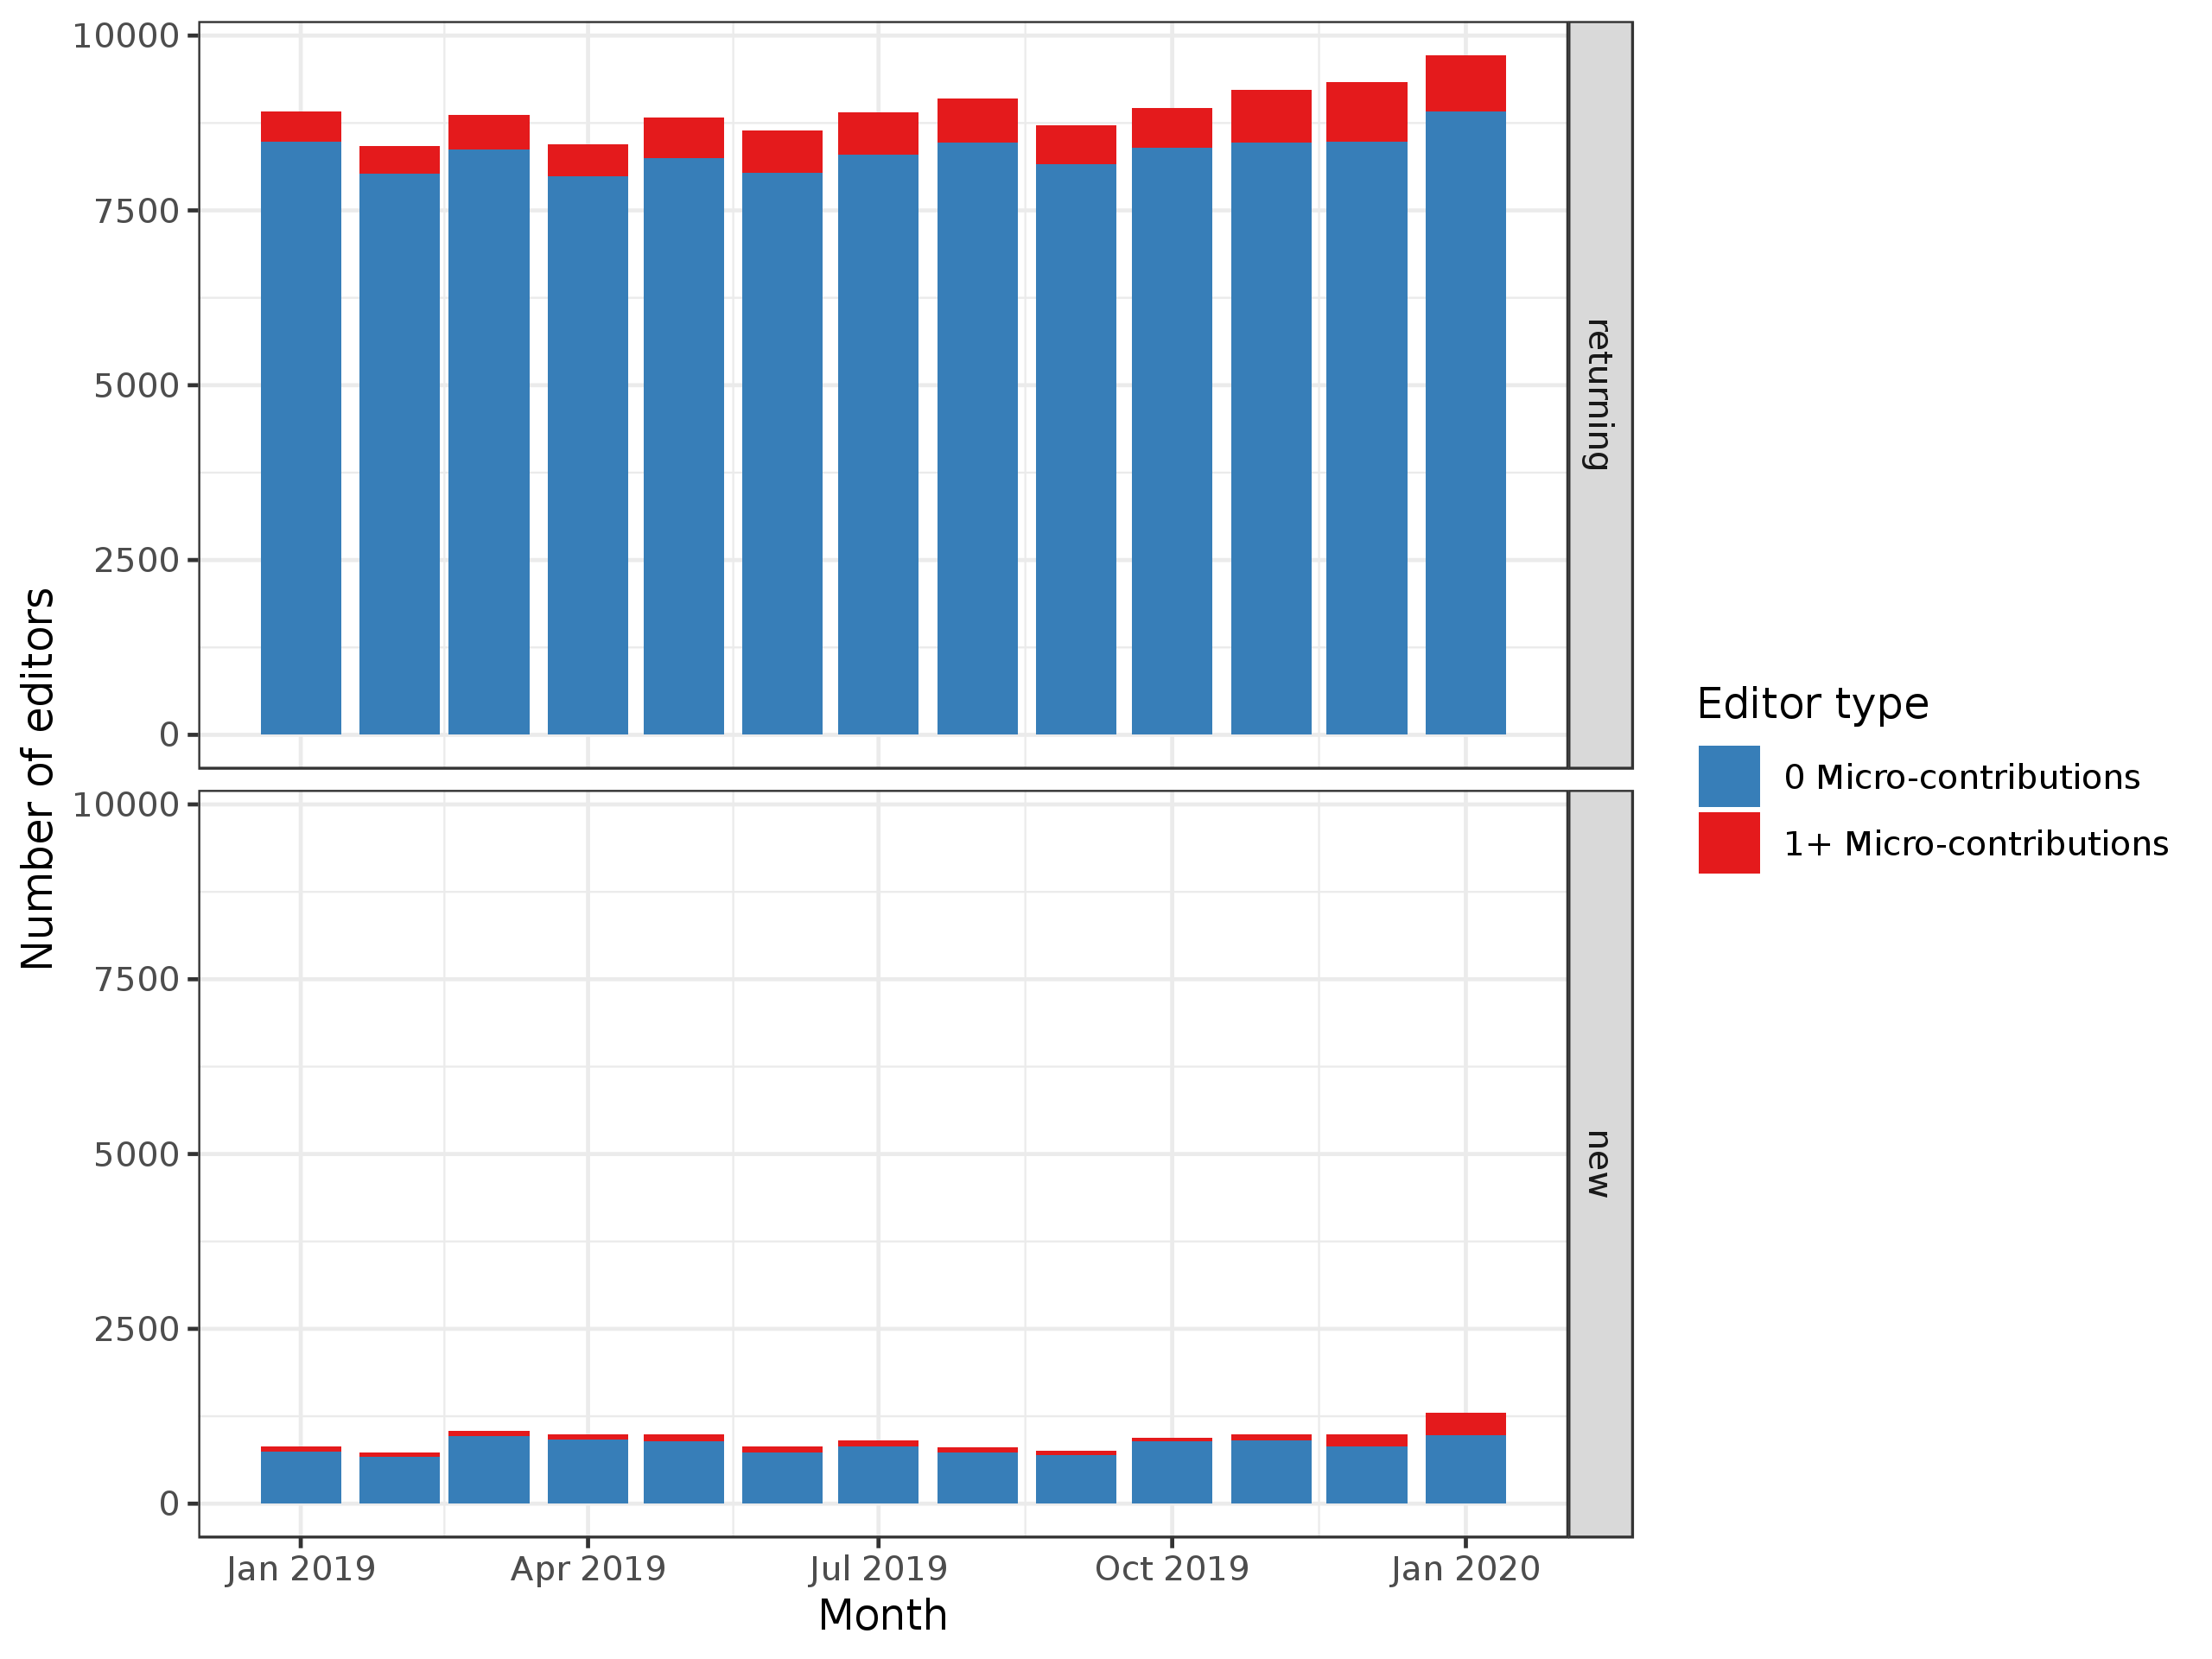 10000
7500
5000
2500
0
returning
10000
7500
5000
2500
0
new
Jan 2019 Apr 2019 Jul 2019 Oct 2019 Jan 2020
Month
Number of editors
Editor type
0 Micro-contributions
1+ Micro-contributions